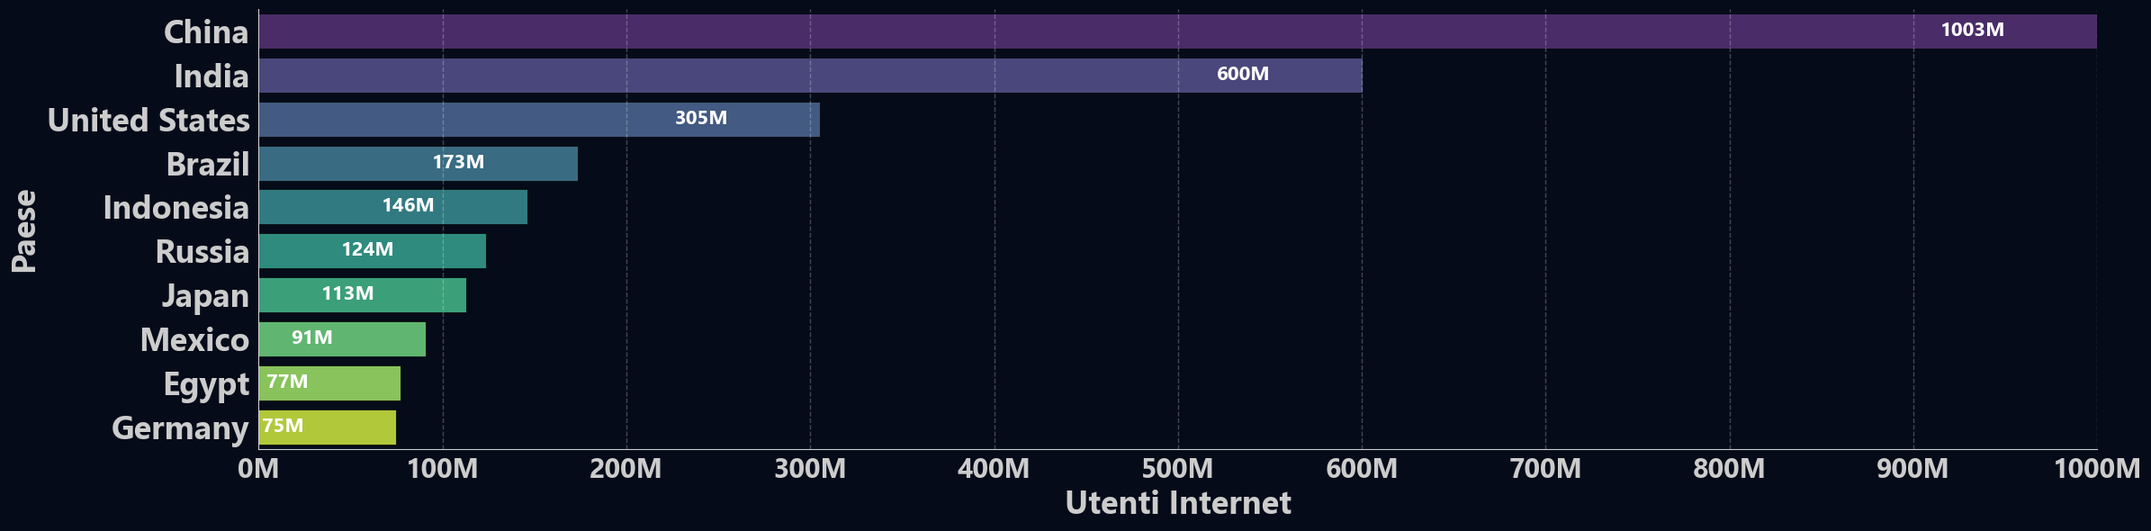 Paese
China 1003M
India 600M
United States 305M
Brazil 173M
Indonesia 146M
Russia 124M
Japan 113M
Mexico 91M
Egypt 77M
Germany 75M
0M 100M 200M 300M 400M 500M 600M 700M 800M 900M 1000M
Utenti Internet